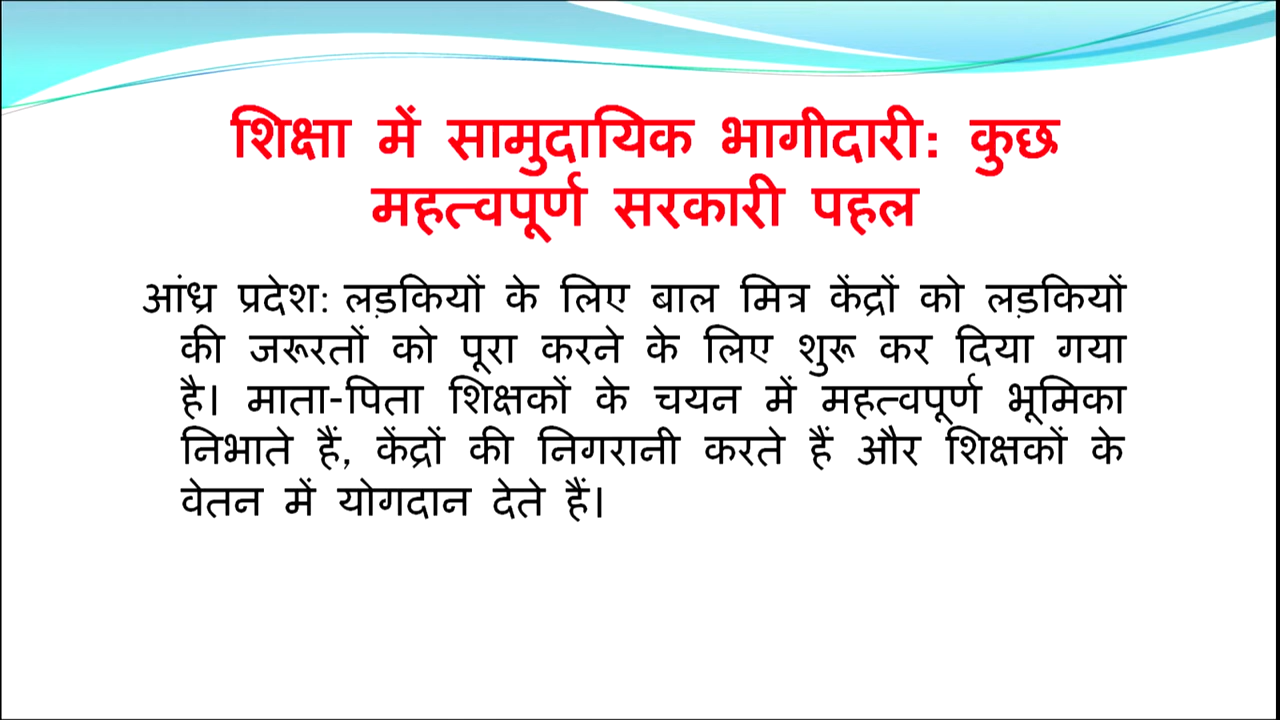 शिक्षा में सामुदायिक भागीदारी: कुछ
महत्वपूर्ण सरकारी पहल
आंध्र प्रदेश: लड़कियों के लिए बाल मित्र केंद्रों को लड़कियों
की जरूरतों को पूरा करने के लिए शुरू कर दिया गया
है। माता-पिता शिक्षकों के चयन में महत्वपूर्ण भूमिका
निभाते हैं, केंद्रों की निगरानी करते हैं और शिक्षकों के
वेतन में योगदान देते हैं।